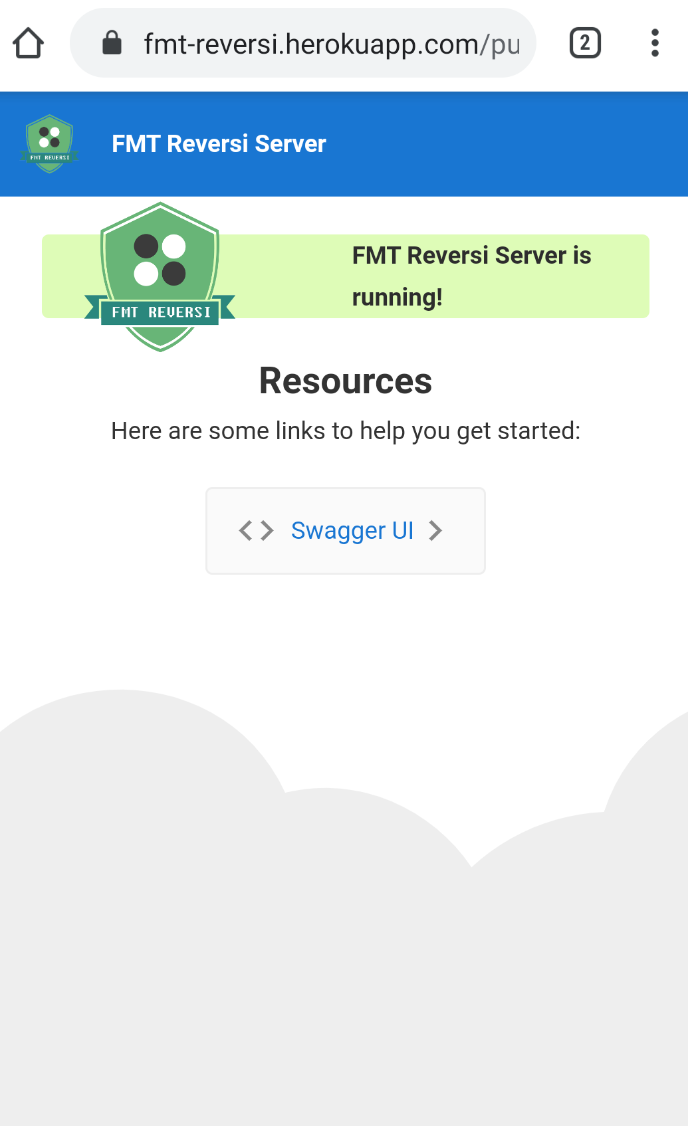 fmt-reversi.herokuapp.com/pu
2
FMT REVERSI
FMT Reversi Server
FMT REVERSI
FMT Reversi Server is
running!
Resources
Here are some links to help you get started:
Swagger UI